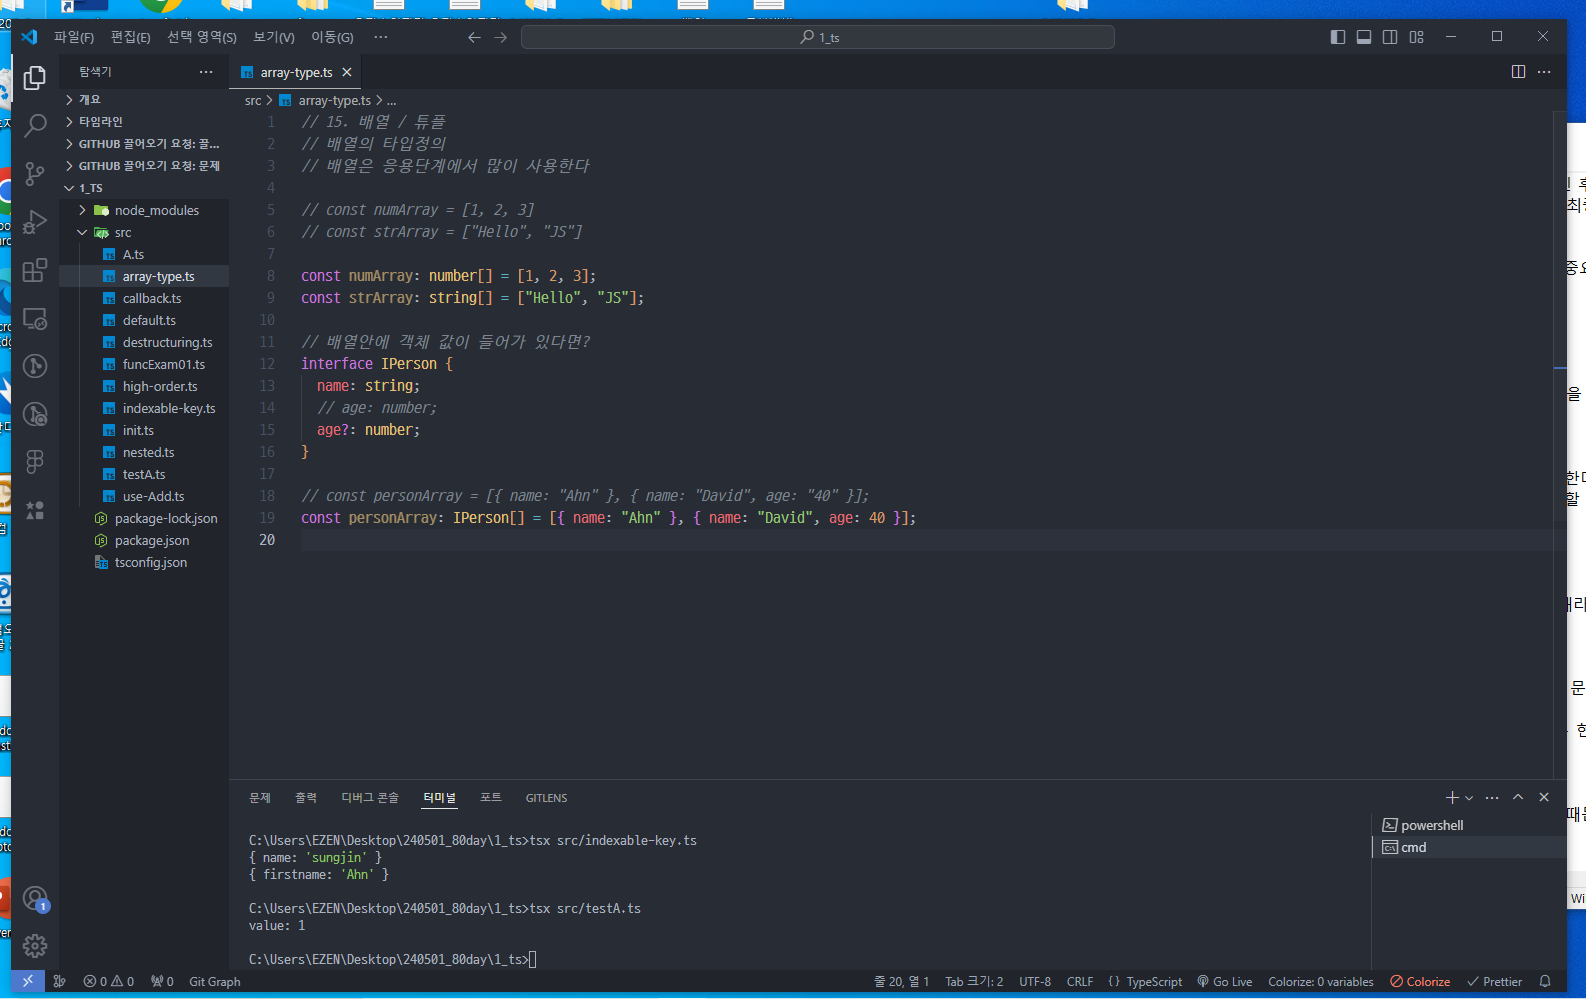 파일(F) 편집(E) 선택 영역(S) 보기(V) 이동(G) ···
1_ts
탐색기 ···
array-type.ts
개요
타임라인
GITHUB 끌어오기 요청: 끌...
GITHUB 끌어오기 요청: 문제
1_TS
node_modules
src
A.ts
array-type.ts
callback.ts
default.ts
destructuring.ts
funcExam01.ts
high-order.ts
indexable-key.ts
init.ts
nested.ts
testA.ts
use-Add.ts
package-lock.json
package.json
tsconfig.json
src > array-type.ts > ...
1 // 15. 배열 / 튜플
2 // 배열의 타입정의
3 // 배열은 응용단계에서 많이 사용한다
4
5 // const numArray = [1, 2, 3]
6 // const strArray = ["Hello", "JS"]
7
8 const numArray: number[] = [1, 2, 3];
9 const strArray: string[] = ["Hello", "JS"];
10
11 // 배열안에 객체 값이 들어가 있다면?
12 interface IPerson {
13 name: string;
14 // age: number;
15 age?: number;
16 }
17
18 // const personArray = [{ name: "Ahn" }, { name: "David", age: "40" }];
19 const personArray: IPerson[] = [{ name: "Ahn" }, { name: "David", age: 40 }];
20
문제 출력 디버그 콘솔 터미널 포트 GITLENS
C:\Users\EZEN\Desktop\240501_80day\1_ts>tsx src/indexable-key.ts
{ name: 'sungjin' }
{ firstname: 'Ahn' }
C:\Users\EZEN\Desktop\240501_80day\1_ts>tsx src/testA.ts
value: 1
C:\Users\EZEN\Desktop\240501_80day\1_ts>
powershell
cmd
1
0 0 0 Git Graph
줄 20, 열 1 Tab 크기: 2 UTF-8 CRLF { } TypeScript Go Live Colorize: 0 variables Colorize Prettier